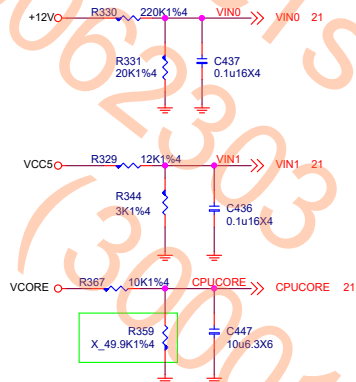 R330 220K1%4 VIN0
+12V VIN0 21
R331
20K1%4
C437
0.1u16X4
R329 12K1%4 VIN1
VCC5 VIN1 21
R344
3K1%4
C436
0.1u16X4
R367 10K1%4 CPUCORE
VCORE CPUCORE 21
R359
X_49.9K1%4
C447
10u6.3X6